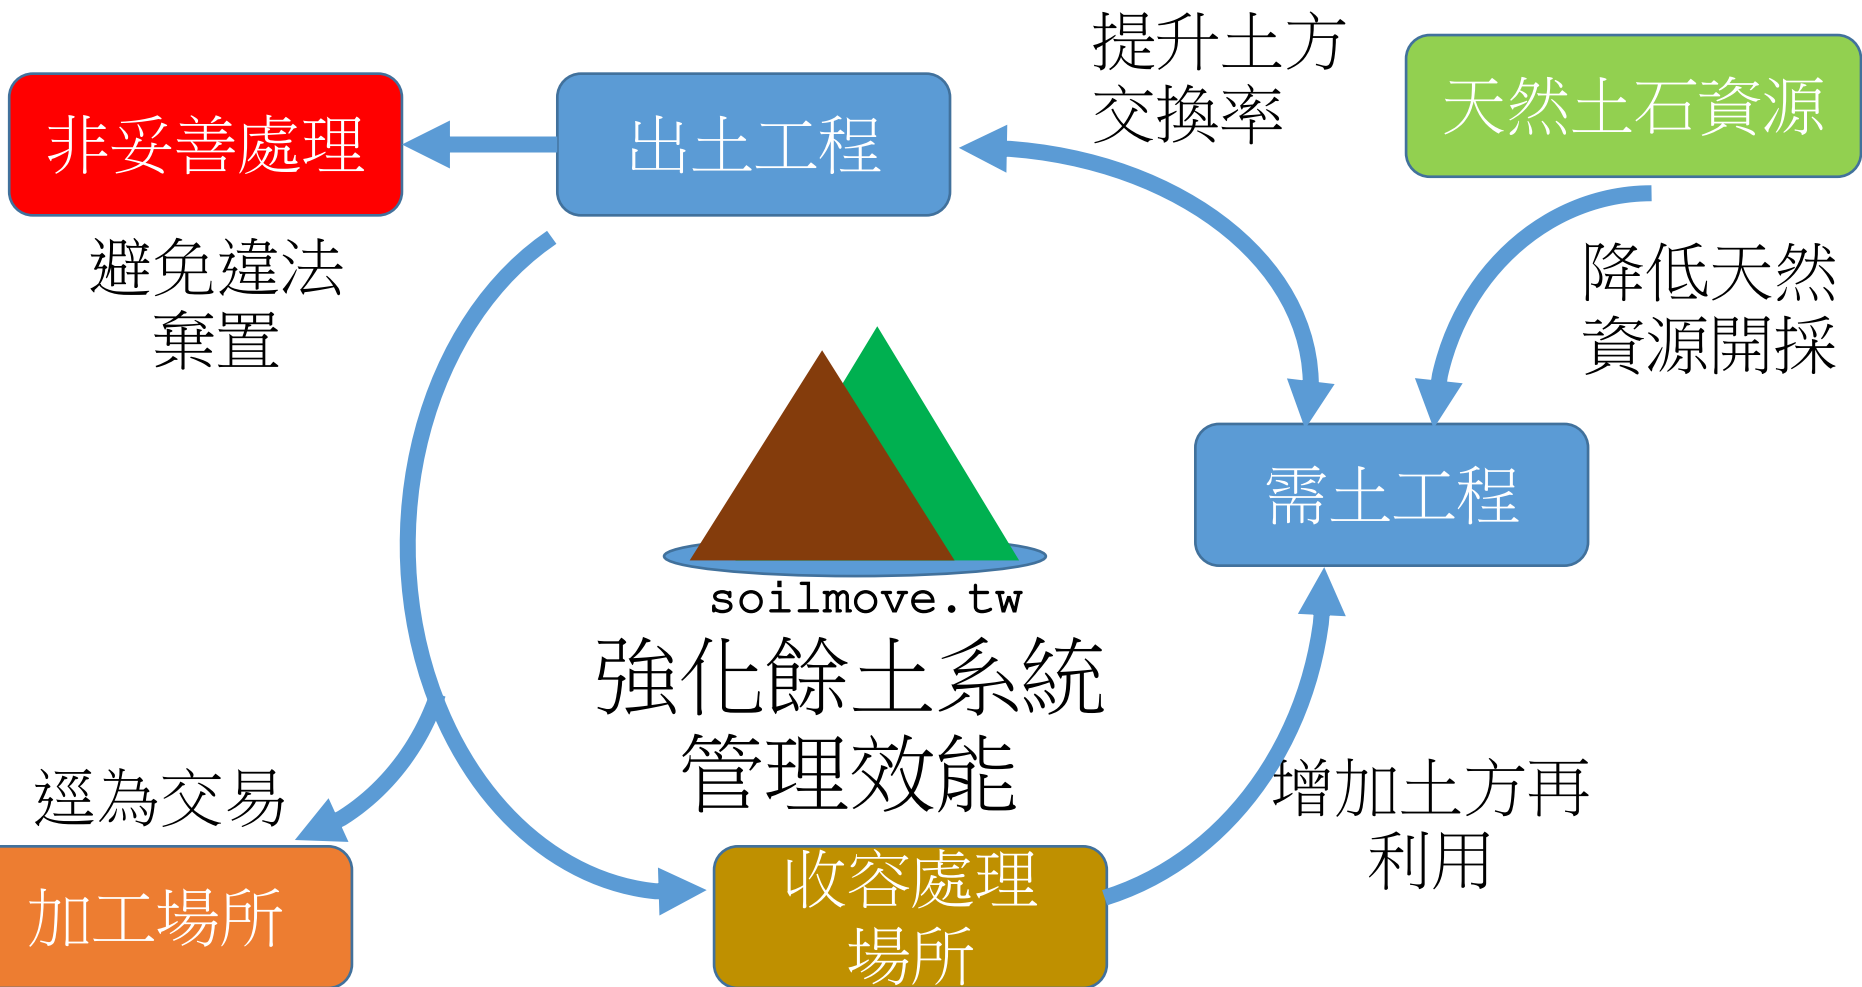 提升土方
交換率
天然土石資源
非妥善處理
出土工程
避免違法
棄置
降低天然
資源開採
需土工程
soilmove.tw
強化餘土系統
管理效能
逕為交易
增加土方再
利用
加工場所
收容處理
場所